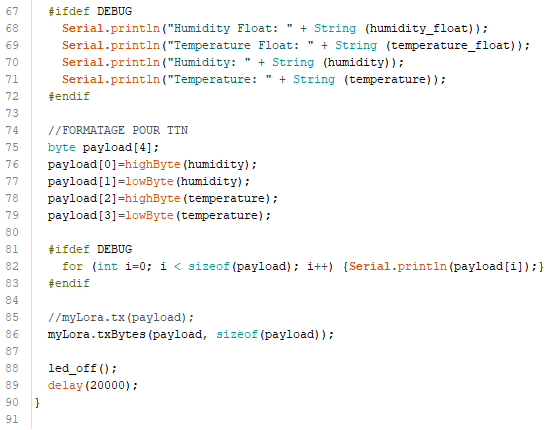 67   #ifdef DEBUG
68     Serial.println("Humidity Float: " + String (humidity_float));
69     Serial.println("Temperature Float: " + String (temperature_float));
70     Serial.println("Humidity: " + String (humidity));
71     Serial.println("Temperature: " + String (temperature));
72   #endif
73
74   //FORMATAGE POUR TTN
75   byte payload[4];
76   payload[0]=highByte(humidity);
77   payload[1]=lowByte(humidity);
78   payload[2]=highByte(temperature);
79   payload[3]=lowByte(temperature);
80
81   #ifdef DEBUG
82     for (int i=0; i < sizeof(payload); i++) {Serial.println(payload[i]);}
83   #endif
84
85   //myLora.tx(payload);
86   myLora.txBytes(payload, sizeof(payload));
87
88   led_off();
89   delay(20000);
90 }
91